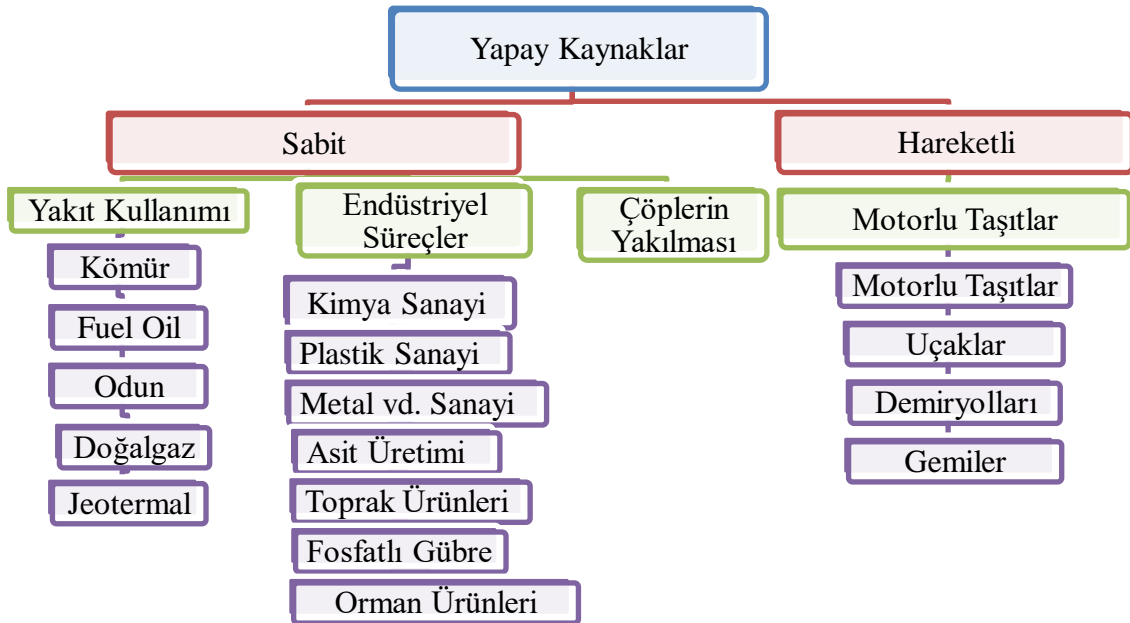 Yapay Kaynaklar
Sabit
Hareketli
Yakıt Kullanımı
Kömür
Fuel Oil
Odun
Doğalgaz
Jeotermal
Endüstriyel
Süreçler
Kimya Sanayi
Plastik Sanayi
Metal vd. Sanayi
Asit Üretimi
Toprak Ürünleri
Fosfatlı Gübre
Orman Ürünleri
Çöplerin
Yakılması
Motorlu Taşıtlar
Motorlu Taşıtlar
Uçaklar
Demiryolları
Gemiler